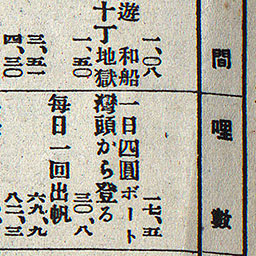 間
一、〇八
遊 和船
十丁地獄
一、五〇
三、五一
四、三〇
哩數
一七、五
一日四圓ボート
灣頭から登る
三〇、八
毎日一回出帆
六九、九
八二、三